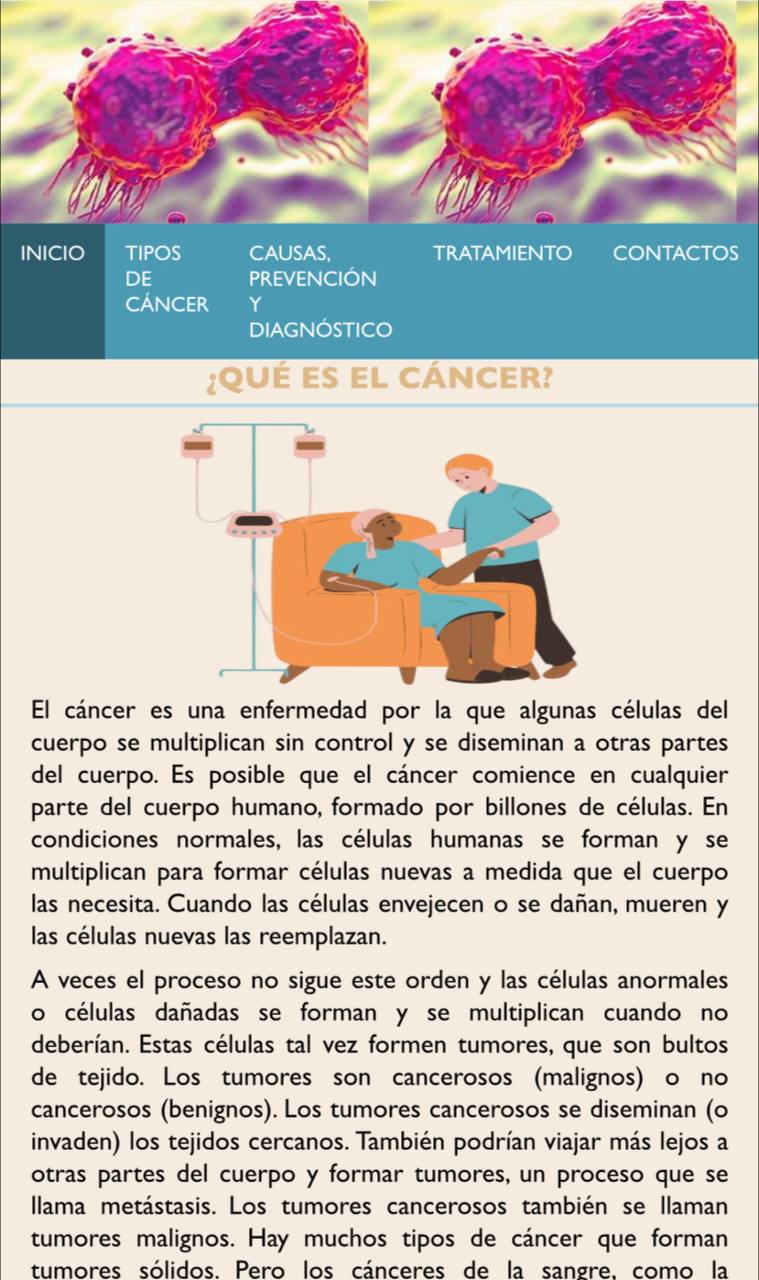 INICIO
TIPOS
DE
CÁNCER
CAUSAS,
PREVENCIÓN
Y
DIAGNÓSTICO
TRATAMIENTO
CONTACTOS
¿QUÉ ES EL CÁNCER?
El cáncer es una enfermedad por la que algunas células del
cuerpo se multiplican sin control y se diseminan a otras partes
del cuerpo. Es posible que el cáncer comience en cualquier
parte del cuerpo humano, formado por billones de células. En
condiciones normales, las células humanas se forman y se
multiplican para formar células nuevas a medida que el cuerpo
las necesita. Cuando las células envejecen o se dañan, mueren y
las células nuevas las reemplazan.
A veces el proceso no sigue este orden y las células anormales
o células dañadas se forman y se multiplican cuando no
deberían. Estas células tal vez formen tumores, que son bultos
de tejido. Los tumores son cancerosos (malignos) o no
cancerosos (benignos). Los tumores cancerosos se diseminan (o
invaden) los tejidos cercanos. También podrían viajar más lejos a
otras partes del cuerpo y formar tumores, un proceso que se
llama metástasis. Los tumores cancerosos también se llaman
tumores malignos. Hay muchos tipos de cáncer que forman
tumores sólidos. Pero los cánceres de la sangre, como la